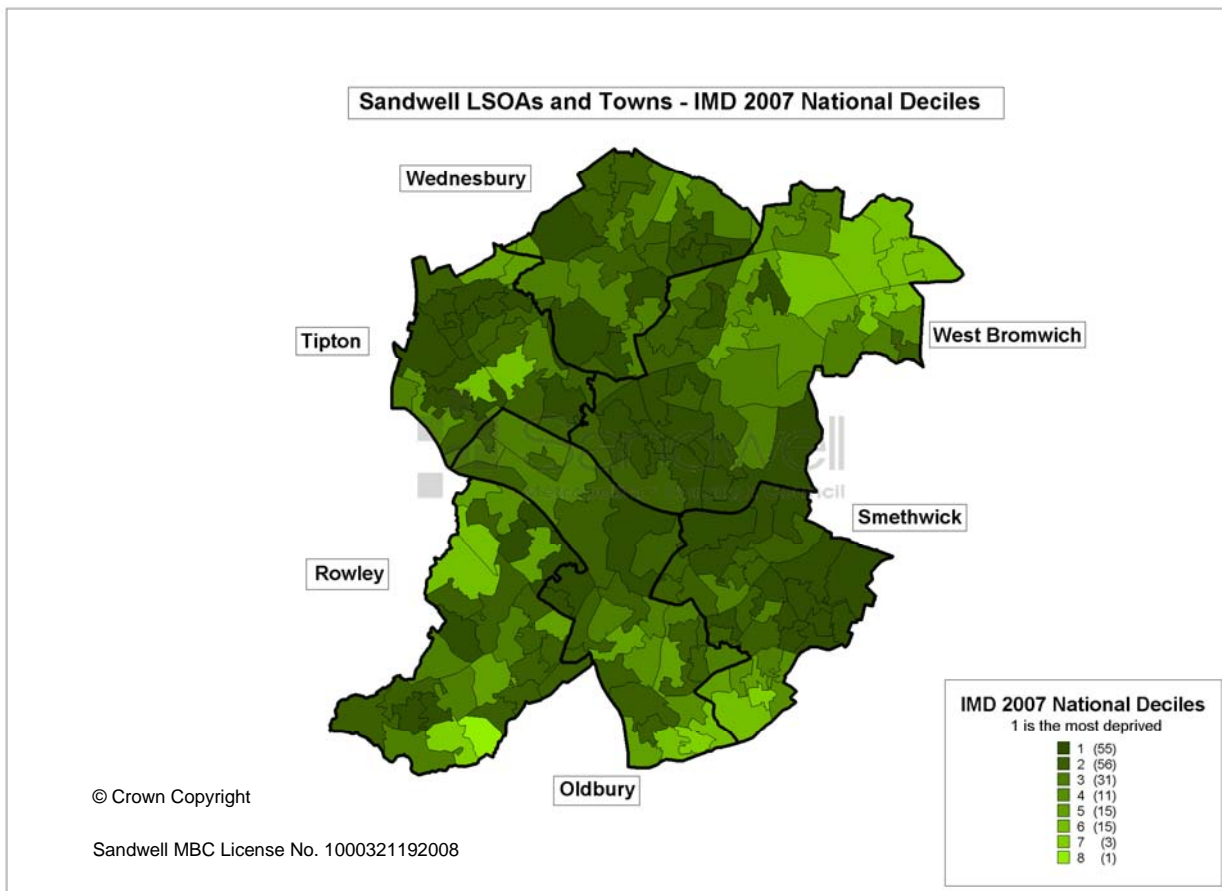 Sandwell LSOAs and Towns - IMD 2007 National Deciles
Wednesbury
Tipton
West Bromwich
Sandwell
Smethwick
Rowley
Oldbury
IMD 2007 National Deciles
1 is the most deprived
1 (55)
2 (56)
3 (31)
4 (11)
5 (15)
6 (15)
7 (3)
8 (1)
© Crown Copyright
Sandwell MBC License No. 1000321192008